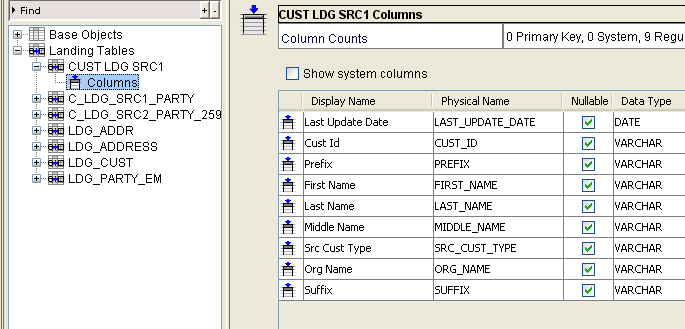 Find
+ -
Base Objects
Landing Tables
CUST LDG SRC1
Columns
C_LDG_SRC1_PARTY
C_LDG_SRC2_PARTY_259
LDG_ADDR
LDG_ADDRESS
LDG_CUST
LDG_PARTY_EM
CUST LDG SRC1 Columns
Column Counts 0 Primary Key, 0 System, 9 Regu
Show system columns
Display Name Physical Name Nullable Data Type
Last Update Date LAST_UPDATE_DATE DATE
Cust Id CUST_ID VARCHAR
Prefix PREFIX VARCHAR
First Name FIRST_NAME VARCHAR
Last Name LAST_NAME VARCHAR
Middle Name MIDDLE_NAME VARCHAR
Src Cust Type SRC_CUST_TYPE VARCHAR
Org Name ORG_NAME VARCHAR
Suffix SUFFIX VARCHAR